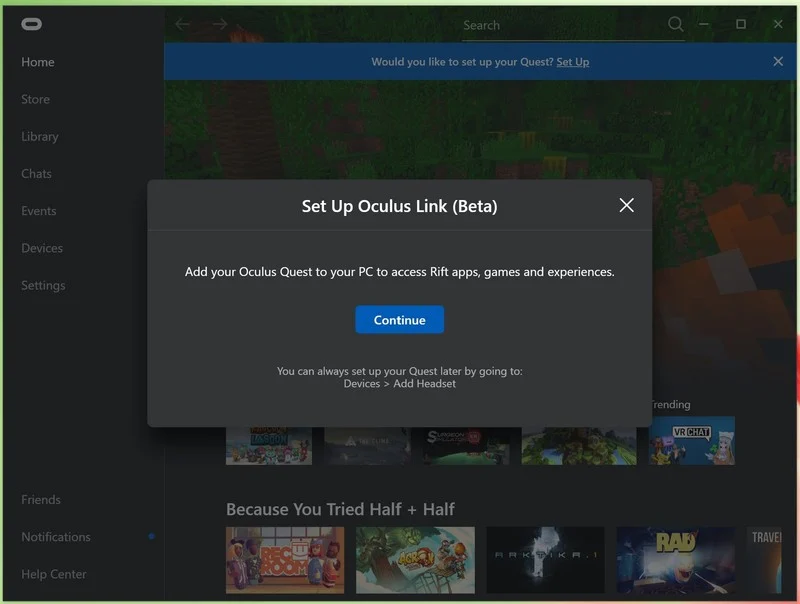 Search
Would you like to set up your Quest? Set Up
Home
Store
Library
Chats
Events
Devices
Settings
Friends
Notifications
Help Center
Set Up Oculus Link (Beta)
Add your Oculus Quest to your PC to access Rift apps, games and experiences.
Continue
You can always set up your Quest later by going to:
Devices > Add Headset
Trending
VRCHAT
Because You Tried Half + Half
REC
ROOM
ACRON
ARKTIKA.1
RAD
TRAVEL